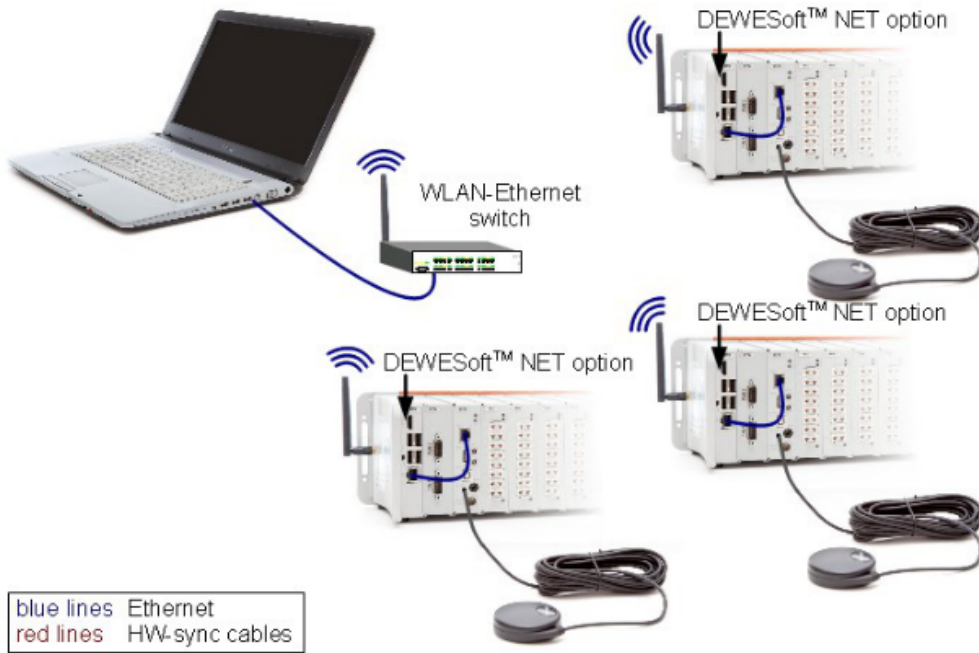 DEWESoft™ NET option
WLAN-Ethernet
switch
DEWESoft™ NET option
DEWESoft™ NET option
blue lines Ethernet
red lines HW-sync cables